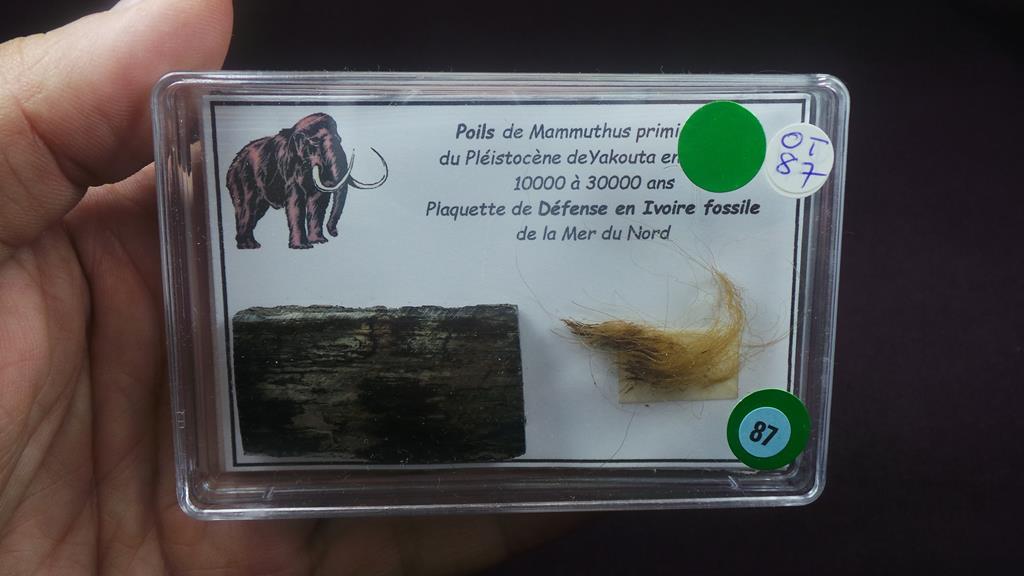 Poils de Mammuthus primi
du Pléistocène deYakouta en
10000 à 30000 ans
Plaquette de Défense en Ivoire fossile
de la Mer du Nord
87
87